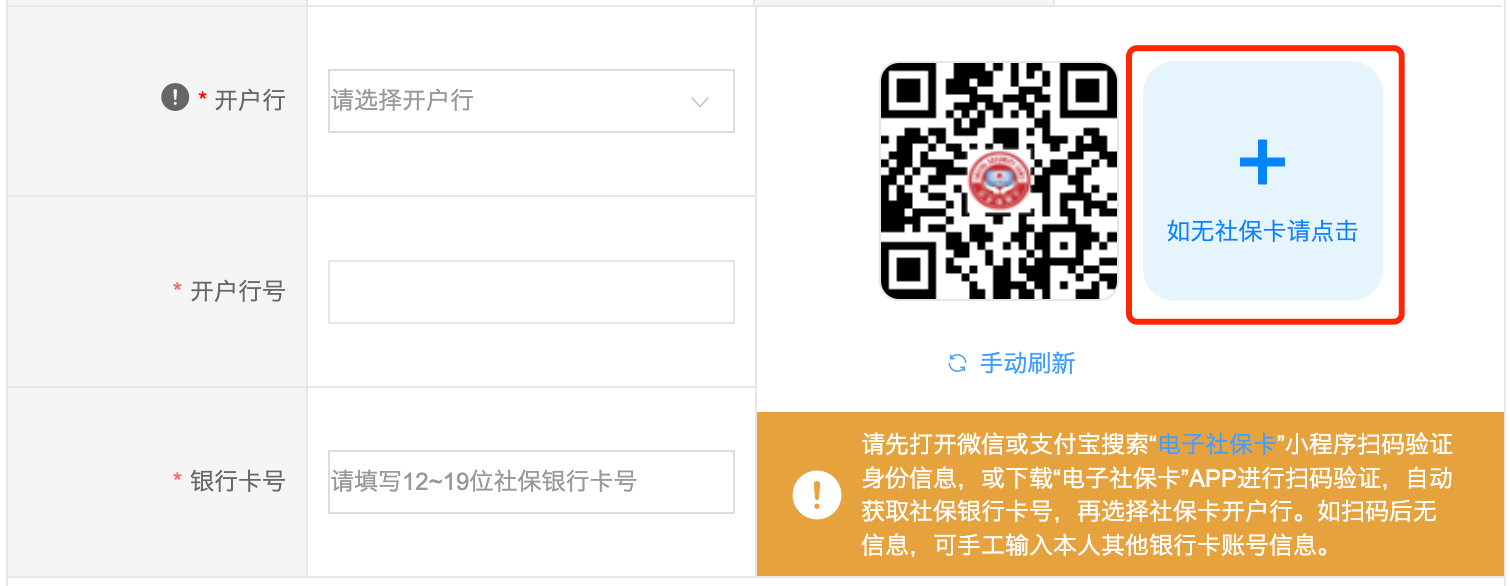 * 开户行
请选择开户行
如无社保卡请点击
* 开户行号
手动刷新
* 银行卡号
请填写12~19位社保银行卡号
请先打开微信或支付宝搜索“电子社保卡”小程序扫码验证
身份信息，或下载“电子社保卡”APP进行扫码验证，自动
获取社保银行卡号，再选择社保卡开户行。如扫码后无
信息，可手工输入本人其他银行卡账号信息。